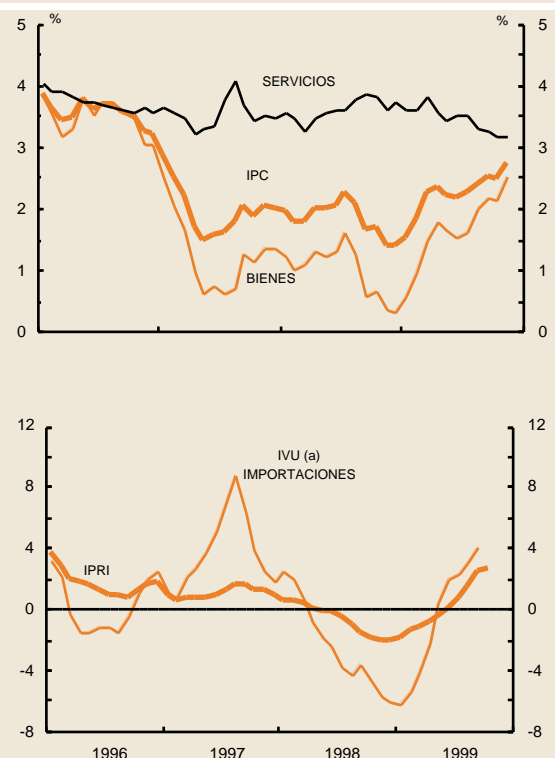 % %
5 5
SERVICIOS
4 4
3 3
IPC
2 2
BIENES
1 1
0 0
12 12
IVU (a)
IMPORTACIONES
8 8
IPRI
4 4
0 0
-4 -4
-8 -8
1996 1997 1998 1999